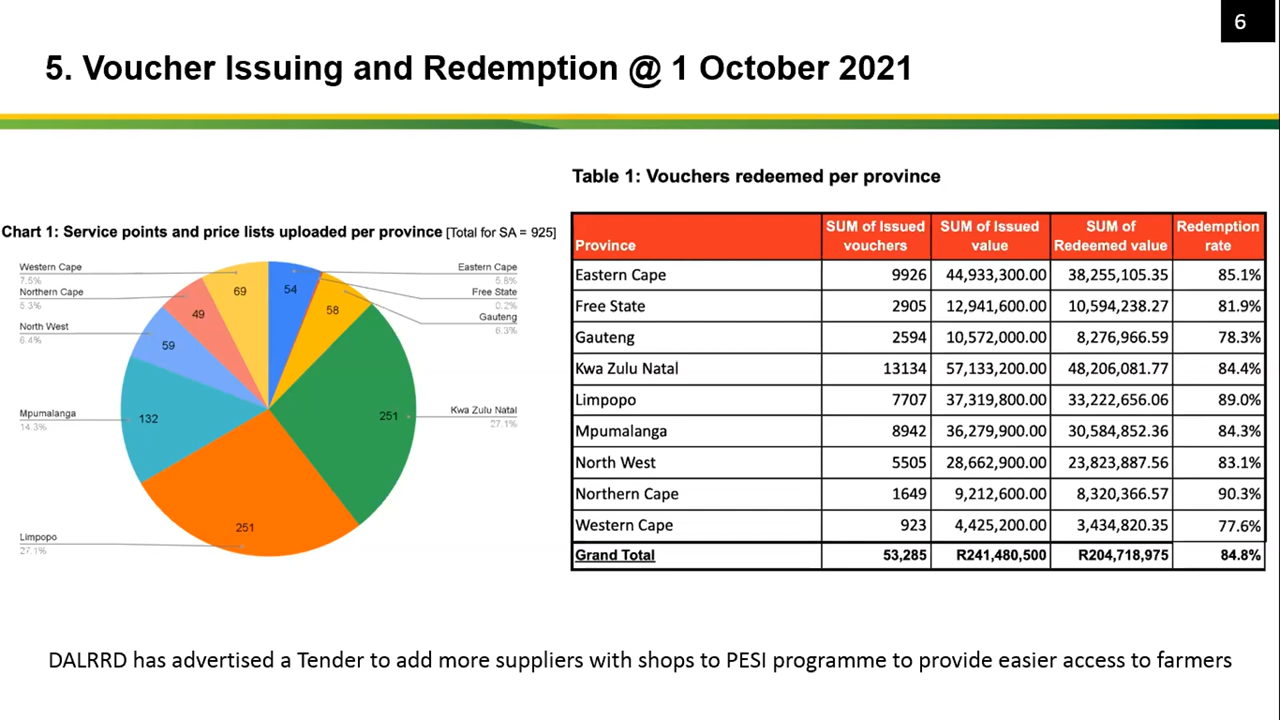 6
5. Voucher Issuing and Redemption @ 1 October 2021
Chart 1: Service points and price lists uploaded per province [Total for SA = 925]
Western Cape
7.5%
Northern Cape
5.3%
North West
6.4%
Mpumalanga
14.3%
Limpopo
27.1%
Eastern Cape
5.8%
Free State
0.2%
Gauteng
6.3%
Kwa Zulu Natal
27.1%
69
54
58
49
59
132
251
251
Table 1: Vouchers redeemed per province
Province SUM of Issued vouchers SUM of Issued value SUM of Redeemed value Redemption rate
Eastern Cape 9926 44,933,300.00 38,255,105.35 85.1%
Free State 2905 12,941,600.00 10,594,238.27 81.9%
Gauteng 2594 10,572,000.00 8,276,966.59 78.3%
Kwa Zulu Natal 13134 57,133,200.00 48,206,081.77 84.4%
Limpopo 7707 37,319,800.00 33,222,656.06 89.0%
Mpumalanga 8942 36,279,900.00 30,584,852.36 84.3%
North West 5505 28,662,900.00 23,823,887.56 83.1%
Northern Cape 1649 9,212,600.00 8,320,366.57 90.3%
Western Cape 923 4,425,200.00 3,434,820.35 77.6%
Grand Total 53,285 R241,480,500 R204,718,975 84.8%
DALRRD has advertised a Tender to add more suppliers with shops to PESI programme to provide easier access to farmers